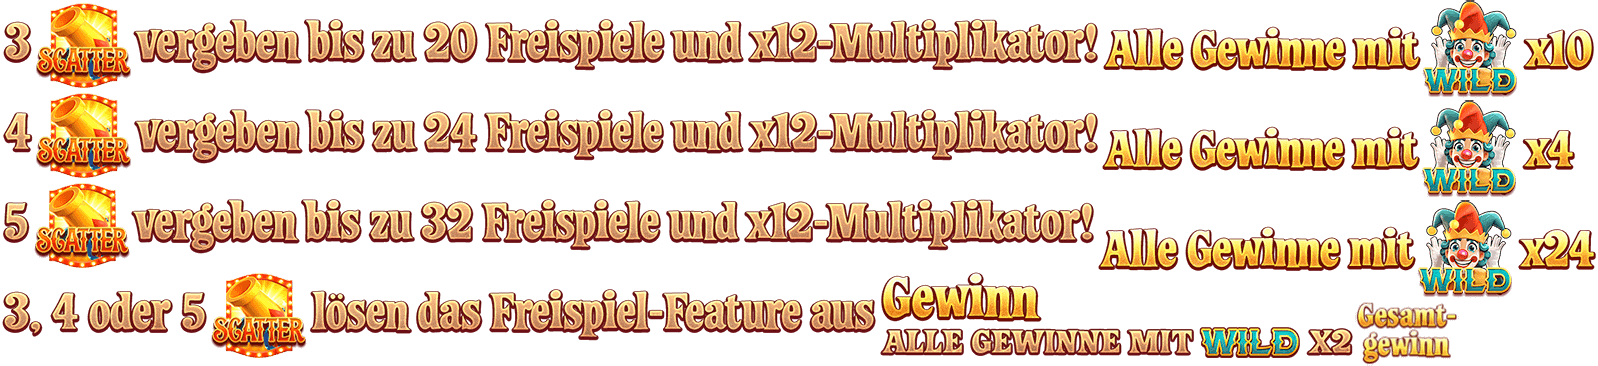 3 SCATTER vergeben bis zu 20 Freispiele und x12-Multiplikator!
Alle Gewinne mit WILD x10
4 SCATTER vergeben bis zu 24 Freispiele und x12-Multiplikator!
Alle Gewinne mit WILD x4
5 SCATTER vergeben bis zu 32 Freispiele und x12-Multiplikator!
Alle Gewinne mit WILD x24
3, 4 oder 5 SCATTER lösen das Freispiel-Feature aus
Gewinn
ALLE GEWINNE MIT WILD X2
Gesamt-
gewinn